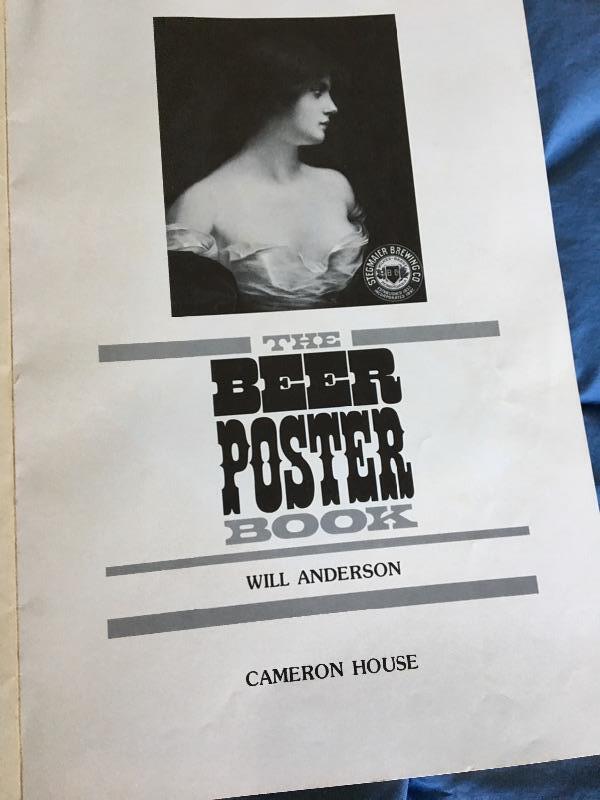 STEGMAIER BREWING CO
THE
BEER
POSTER
BOOK
WILL ANDERSON
CAMERON HOUSE